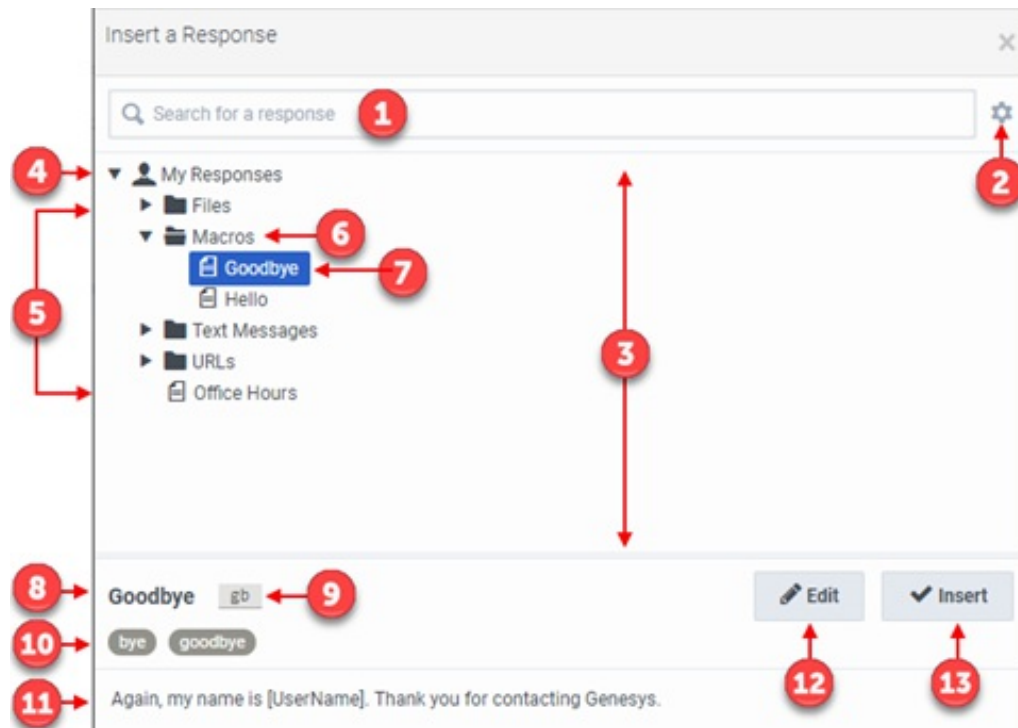 Insert a Response
Search for a response 1
2
4 My Responses
Files
Macros 6
Goodbye 7
Hello
5
Text Messages
3
URLs
Office Hours
8 Goodbye gb 9 Edit Insert
10 bye goodbye
12 13
11 Again, my name is [UserName]. Thank you for contacting Genesys.